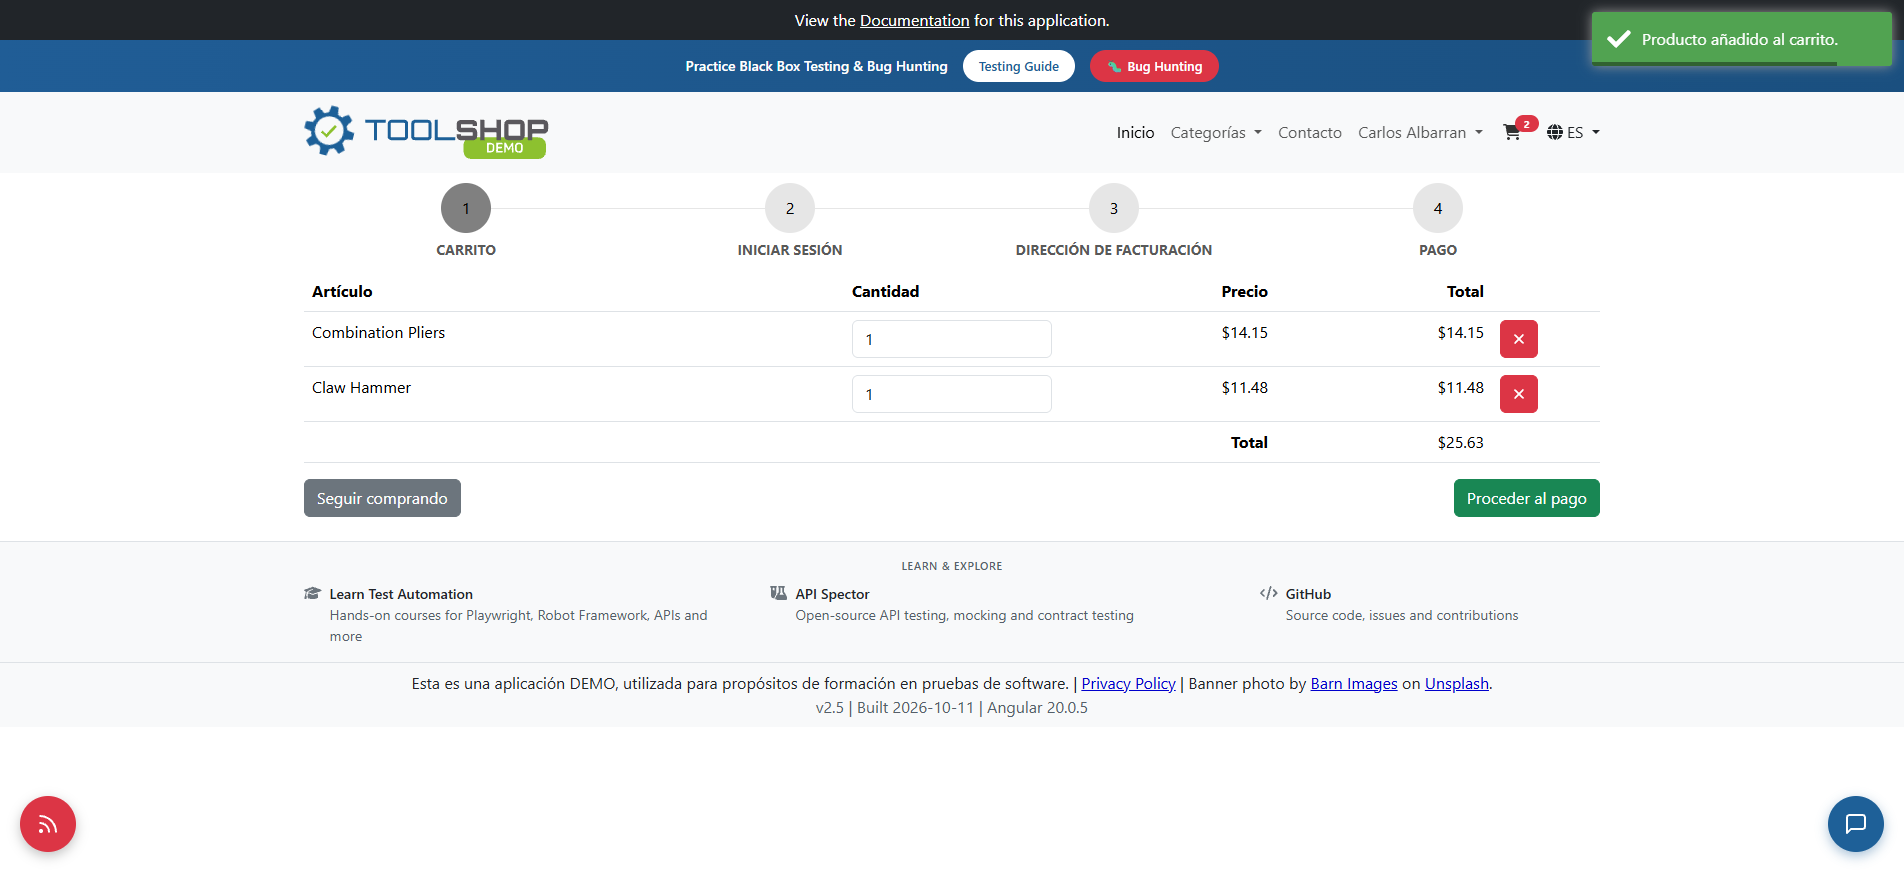 View the Documentation for this application.
Producto añadido al carrito.
Practice Black Box Testing & Bug Hunting Testing Guide Bug Hunting
TOOLSHOP
DEMO
Inicio Categorías Contacto Carlos Albarran 2 ES
1 2 3 4
CARRITO INICIAR SESIÓN DIRECCIÓN DE FACTURACIÓN PAGO
Artículo Cantidad Precio Total
Combination Pliers 1 $14.15 $14.15
Claw Hammer 1 $11.48 $11.48
Total $25.63
Seguir comprando Proceder al pago
LEARN & EXPLORE
Learn Test Automation
Hands-on courses for Playwright, Robot Framework, APIs and
more
API Spector
Open-source API testing, mocking and contract testing
GitHub
Source code, issues and contributions
Esta es una aplicación DEMO, utilizada para propósitos de formación en pruebas de software. | Privacy Policy | Banner photo by Barn Images on Unsplash.
v2.5 | Built 2026-10-11 | Angular 20.0.5